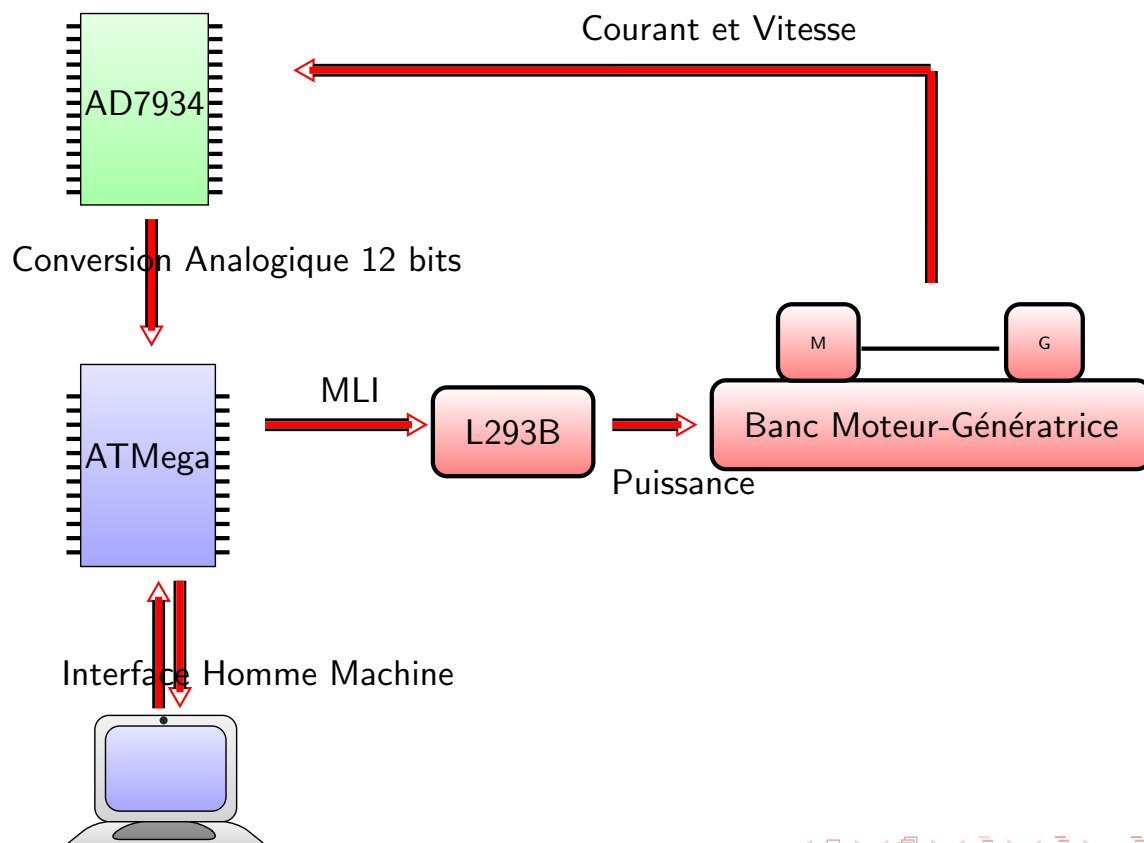 Courant et Vitesse
AD7934
Conversion Analogique 12 bits
M
G
MLI
L293B
Banc Moteur-Génératrice
ATMega
Puissance
Interface Homme Machine